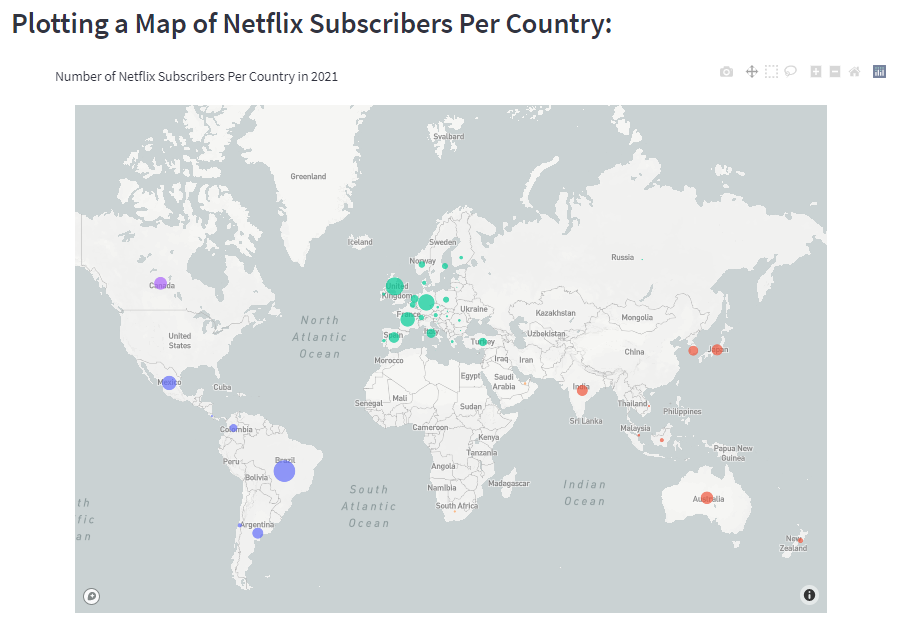 Plotting a Map of Netflix Subscribers Per Country:
Number of Netflix Subscribers Per Country in 2021
Svalbard
Greenland
Iceland
Sweden
Norway
Russia
Canada
United
Kingdom
France
Ukraine
Kazakhstan
Mongolia
North
Atlantic
Ocean
United
States
Spain
Italy
Turkey
Uzbekistan
China
Japan
Morocco
Iraq
Iran
Mexico
Cuba
Egypt
Saudi
Arabia
India
Senegal
Mali
Sudan
Thailand
Philippines
Colombia
Cameroon
Sri Lanka
Malaysia
Kenya
Peru
Brazil
Tanzania
Papua New
Guinea
Bolivia
Angola
Madagascar
South
Atlantic
Ocean
Namibia
Indian
Ocean
Australia
South Africa
th
fic
an
Argentina
New
Zealand